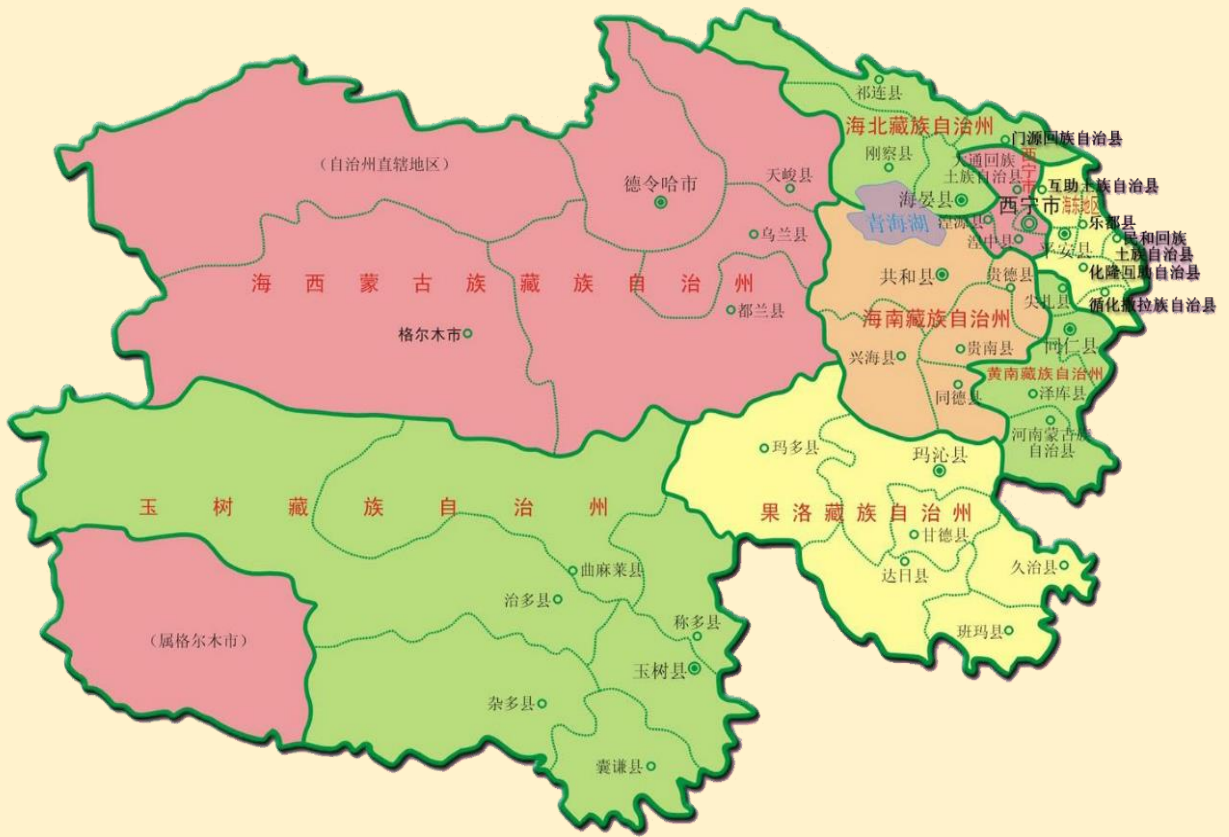 祁连县
海北藏族自治州
门源回族自治县
刚察县
大通回族
土族自治县
西宁市
(自治州直辖地区)
德令哈市
天峻县
互助土族自治县
海晏县
西宁市
海东地区
青海湖
湟源县
乐都县
乌兰县
湟中县
平安县
民和回族
土族自治县
海西蒙古族藏族自治州
共和县
贵德县
化隆互助自治县
尖扎县
循化撒拉族自治县
都兰县
海南藏族自治州
格尔木市
兴海县
贵南县
同仁县
黄南藏族自治州
同德县
泽库县
河南蒙古族
自治县
玛多县
玛沁县
玉树藏族自治州
果洛藏族自治州
甘德县
曲麻莱县
达日县
久治县
治多县
称多县
班玛县
(属格尔木市)
玉树县
杂多县
囊谦县